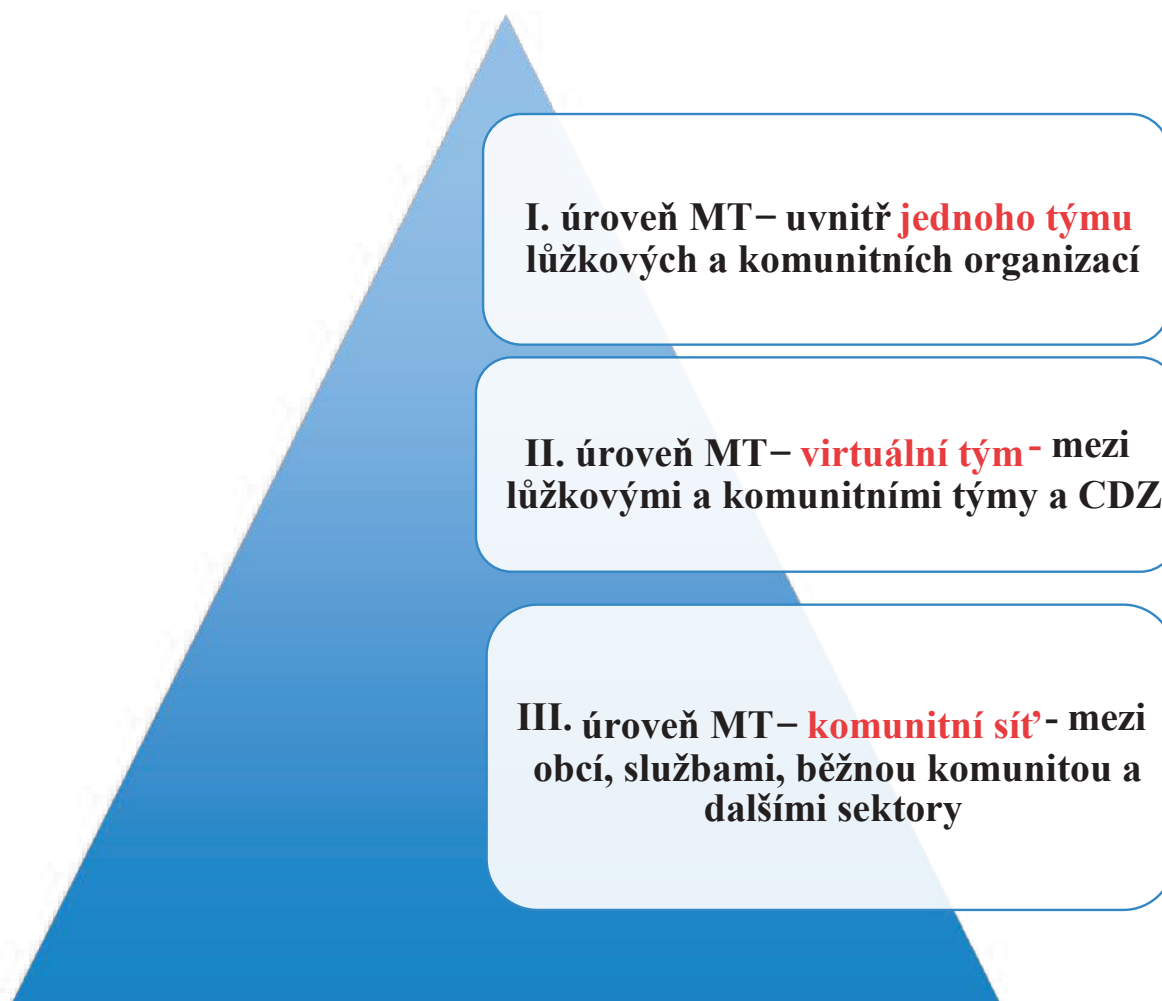 I. úroveň MT– uvnitř jednoho týmu
lůžkových a komunitních organizací
II. úroveň MT– virtuální tým- mezi
lůžkovými a komunitními týmy a CDZ
III. úroveň MT– komunitní síť- mezi
obcí, službami, běžnou komunitou a
dalšími sektory